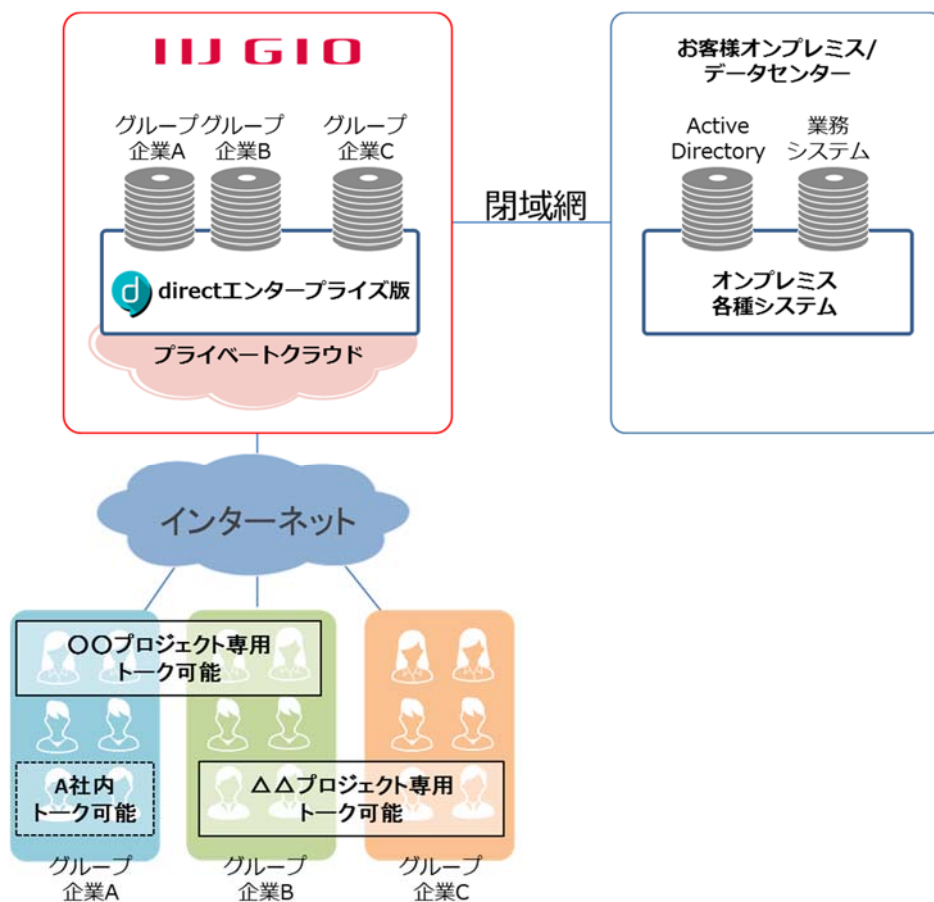 IIJ GIO
グループ
企業A
グループ
企業B
グループ
企業C
directエンタープライズ版
プライベートクラウド
閉域網
お客様オンプレミス/
データセンター
Active
Directory
業務
システム
オンプレミス
各種システム
インターネット
〇〇プロジェクト専用
トーク可能
A社内
トーク可能
△△プロジェクト専用
トーク可能
グループ
企業A
グループ
企業B
グループ
企業C